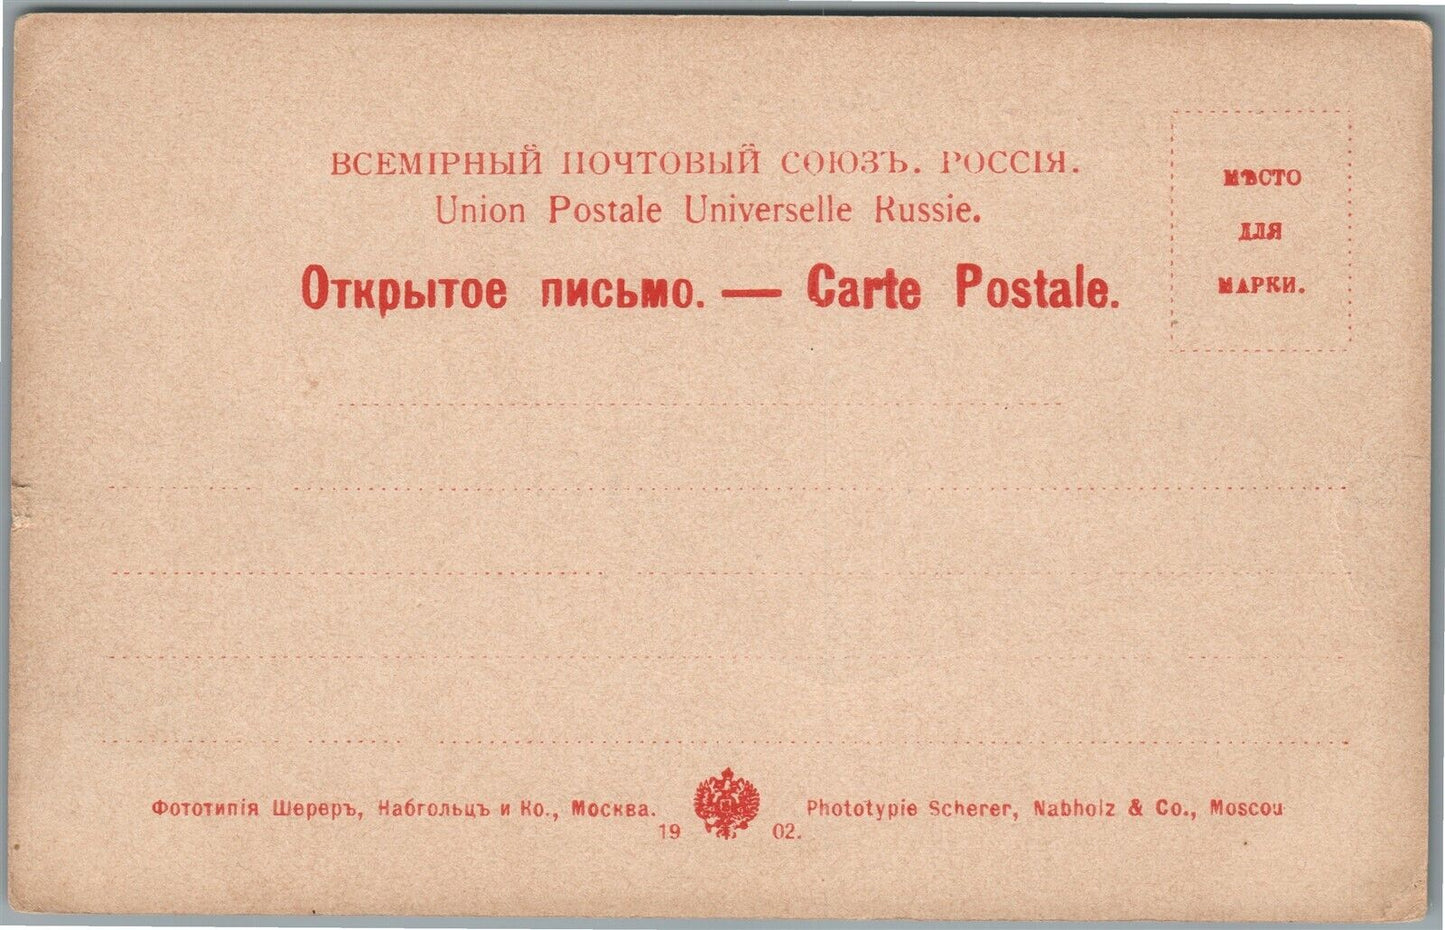 ВСЕМІРНЫЙ ПОЧТОВЫЙ СОЮЗЪ. РОССІЯ.
Union Postale Universelle Russie.
Открытое письмо. — Carte Postale.
МѢСТО
ДЛЯ
МАРКИ.
Фототипія Шереръ, Набгольцъ и Ко., Москва.
Phototypie Scherer, Nabholz & Co., Moscou
19 02.